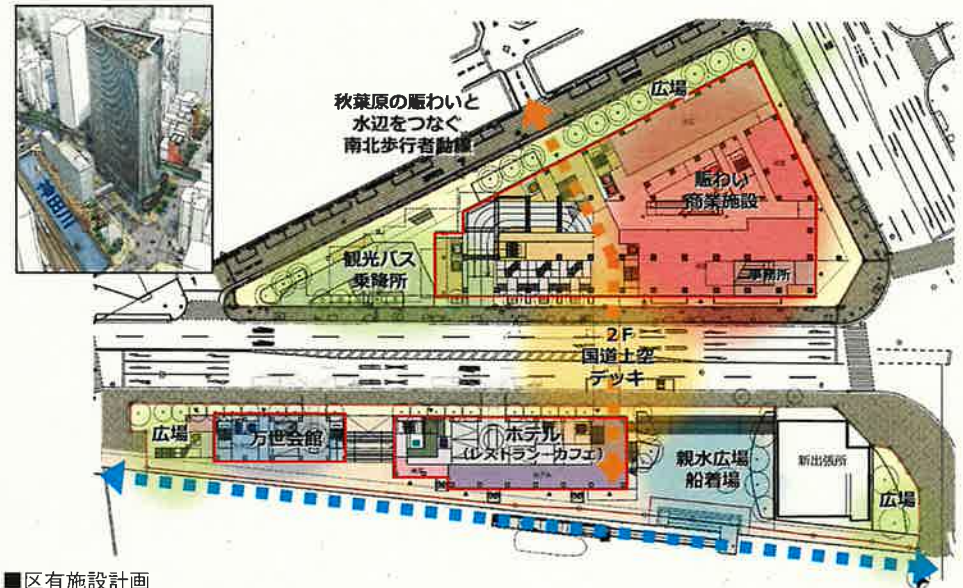 神田川
秋葉原の賑わいと
水辺をつなぐ
南北歩行者動線
広場
賑わい
商業施設
事務所
観光バス
乗降所
2F
国道上空
デッキ
広場
万世会館
ホテル
(レストラン・カフェ)
親水広場
船着場
新出張所
広場
■区有施設計画